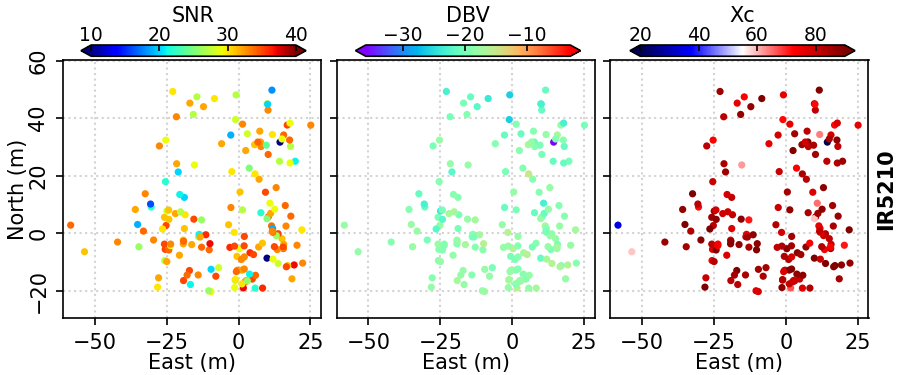 SNR DBV Xc
10 20 30 40 −30 −20 −10 20 40 60 80
60
40
20
0
−20
North (m)
−50 −25 0 25 −50 −25 0 25 −50 −25 0 25
East (m) East (m) East (m)
IR5210